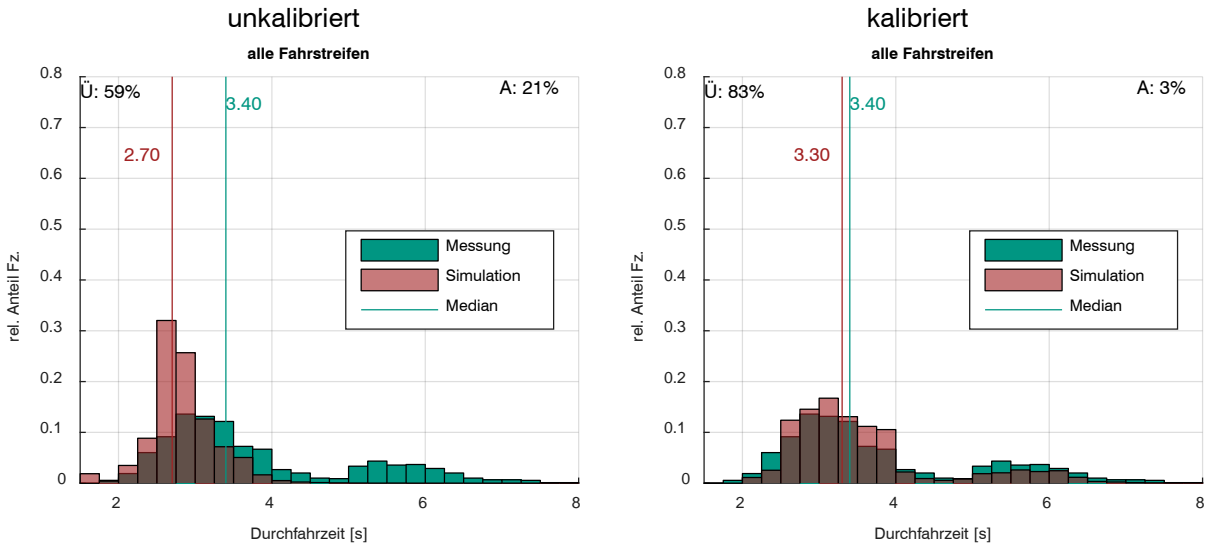 unkalibriert
alle Fahrstreifen
0.8
0.7
0.6
0.5
0.4
0.3
0.2
0.1
0
rel. Anteil Fz.
Ü: 59%
A: 21%
3.40
2.70
Messung
Simulation
Median
2
4
6
8
Durchfahrzeit [s]
kalibriert
alle Fahrstreifen
0.8
0.7
0.6
0.5
0.4
0.3
0.2
0.1
0
rel. Anteil Fz.
Ü: 83%
A: 3%
3.40
3.30
Messung
Simulation
Median
2
4
6
8
Durchfahrzeit [s]